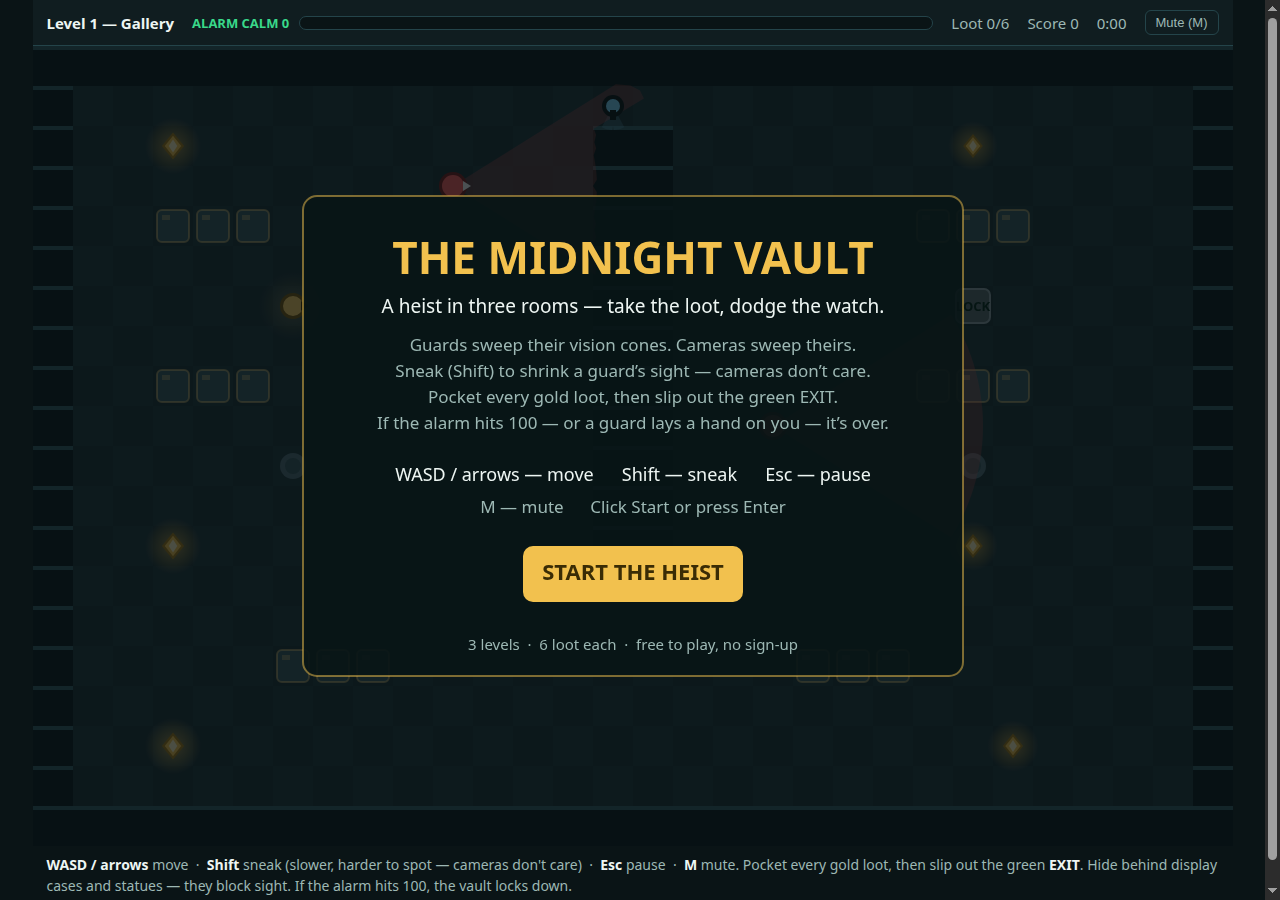 Level 1 — Gallery ALARM CALM 0 Loot 0/6 Score 0 0:00 Mute (M)
THE MIDNIGHT VAULT
A heist in three rooms — take the loot, dodge the watch.
Guards sweep their vision cones. Cameras sweep theirs.
Sneak (Shift) to shrink a guard’s sight — cameras don’t care.
Pocket every gold loot, then slip out the green EXIT.
If the alarm hits 100 — or a guard lays a hand on you — it’s over.
WASD / arrows — move Shift — sneak Esc — pause
M — mute Click Start or press Enter
START THE HEIST
3 levels · 6 loot each · free to play, no sign-up
WASD / arrows move · Shift sneak (slower, harder to spot — cameras don't care) · Esc pause · M mute. Pocket every gold loot, then slip out the green EXIT. Hide behind display
cases and statues — they block sight. If the alarm hits 100, the vault locks down.